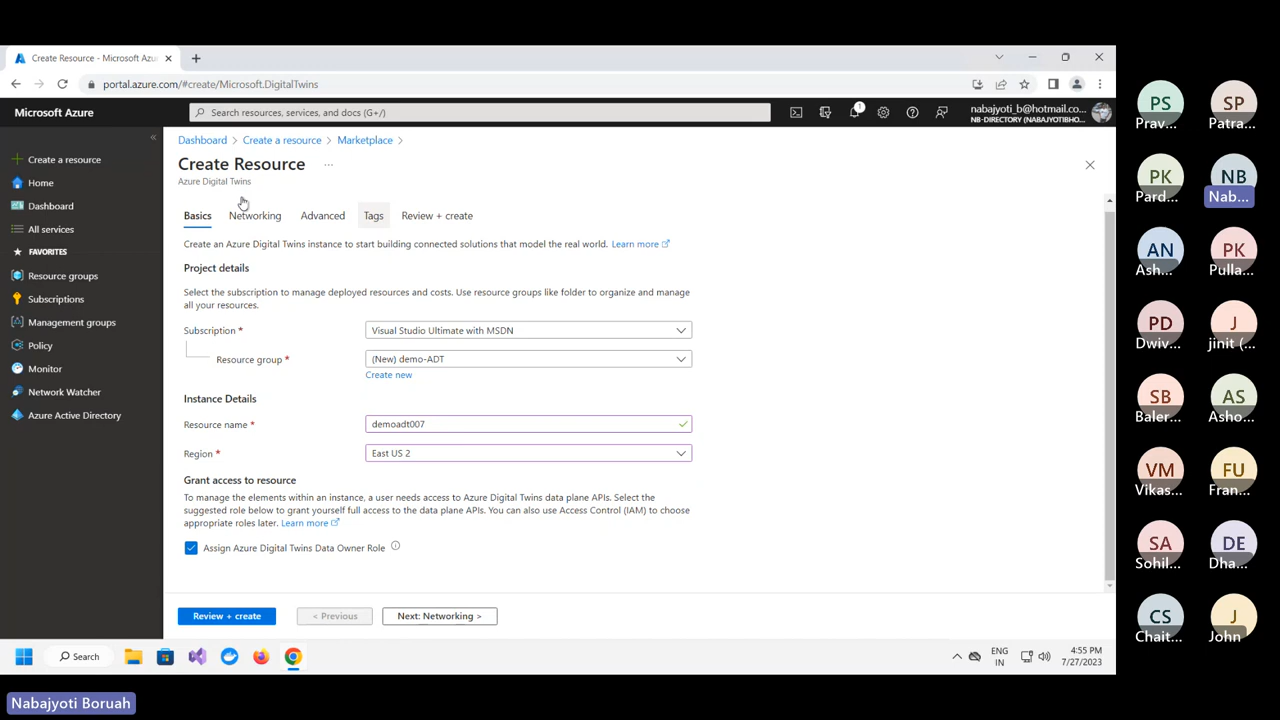 Create Resource - Microsoft Azu
portal.azure.com/#create/Microsoft.DigitalTwins
Microsoft Azure
Search resources, services, and docs (G+/)
1
nabajyoti_b@hotmail.co...
NB-DIRECTORY (NABAJYOTIBHO...
Create a resource
Home
Dashboard
All services
FAVORITES
Resource groups
Subscriptions
Management groups
Policy
Monitor
Network Watcher
Azure Active Directory
Dashboard > Create a resource > Marketplace >
Create Resource ...
Azure Digital Twins
Basics Networking Advanced Tags Review + create
Create an Azure Digital Twins instance to start building connected solutions that model the real world. Learn more
Project details
Select the subscription to manage deployed resources and costs. Use resource groups like folder to organize and manage
all your resources.
Subscription * Visual Studio Ultimate with MSDN
Resource group * (New) demo-ADT
Create new
Instance Details
Resource name * demoadt007
Region * East US 2
Grant access to resource
To manage the elements within an instance, a user needs access to Azure Digital Twins data plane APIs. Select the
suggested role below to grant yourself full access to the data plane APIs. You can also use Access Control (IAM) to choose
appropriate roles later. Learn more
Assign Azure Digital Twins Data Owner Role
Review + create < Previous Next: Networking >
Search
ENG
IN
4:55 PM
7/27/2023
PS SP
Prav... Patra...
PK NB
Pard... Nab...
AN PK
Ash... Pulla...
PD J
Dwiv... jinit (...
SB AS
Baler... Asho...
VM FU
Vikas... Fran...
SA DE
Sohil... Dha...
CS J
Chait... John
Nabajyoti Boruah